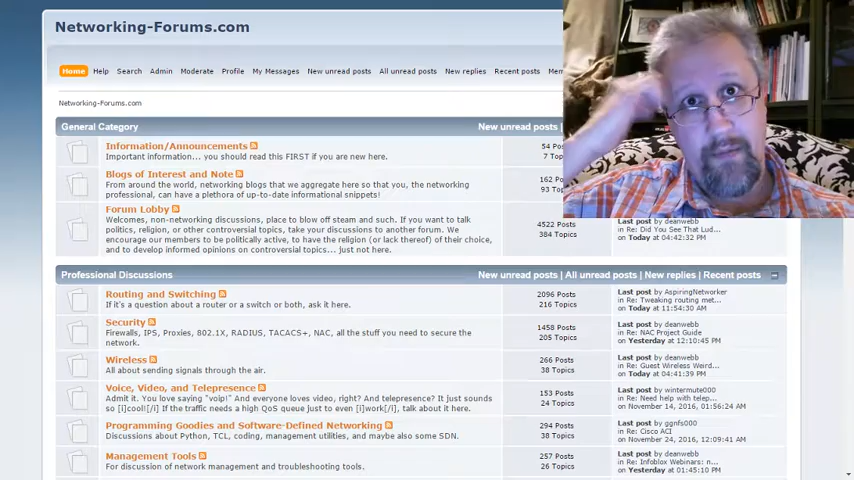 Networking-Forums.com
Home Help Search Admin Moderate Profile My Messages New unread posts All unread posts New replies Recent posts
Networking-Forums.com
General Category New unread posts |
Information/Announcements
Important information... you should read this FIRST if you are new here.
54
7
Blogs of Interest and Note
From around the world, networking blogs that we aggregate here so that you, the networking
professional, can have a plethora of up-to-date informational snippets!
162
93
Forum Lobby
Welcomes, non-networking discussions, place to blow off steam and such. If you want to talk
politics, religion, or other controversial topics, take your discussions to another forum. We
encourage our members to be politically active, to have the religion (or lack thereof) of their choice,
and to develop informed opinions on controversial topics... just not here.
4522
384 Topics
Last post by deanwebb
in Re: Did You See That Lud...
on Today at 04:42:32 PM
Professional Discussions New unread posts | All unread posts | New replies | Recent posts
Routing and Switching
If it's a question about a router or a switch or both, ask it here.
2096 Posts
216 Topics
Last post by AspiringNetworker
in Re: Tweaking routing met...
on Today at 11:54:30 AM
Security
Firewalls, IPS, Proxies, 802.1X, RADIUS, TACACS+, NAC, all the stuff you need to secure the
network.
1458 Posts
205 Topics
Last post by deanwebb
in Re: NAC Project Guide
on Yesterday at 12:10:45 PM
Wireless
All about sending signals through the air.
266 Posts
38 Topics
Last post by deanwebb
in Re: Guest Wireless Weird...
on Today at 04:41:39 PM
Voice, Video, and Telepresence
Admit it. You love saying "voip!" And everyone loves video, right? And telepresence? It just sounds
so [i]cool![/i] If the traffic needs a high QoS queue just to even [i]work[/i], talk about it here.
153 Posts
24 Topics
Last post by wintermute000
in Re: Need help with telep...
on November 14, 2016, 01:56:24 AM
Programming Goodies and Software-Defined Networking
Discussions about Python, TCL, coding, management utilities, and maybe also some SDN.
294 Posts
38 Topics
Last post by ggnfs000
in Re: Cisco ACI
on November 24, 2016, 12:09:41 AM
Management Tools
For discussion of network management and troubleshooting tools.
257 Posts
26 Topics
Last post by deanwebb
in Re: Infoblox Webinars: n...
on Yesterday at 01:45:10 PM